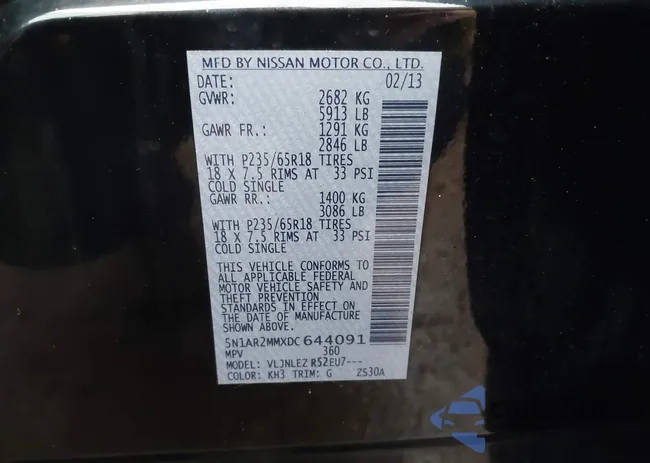 MFD BY NISSAN MOTOR CO., LTD.
DATE: 02/13
GVWR: 2682 KG
5913 LB
GAWR FR.: 1291 KG
2846 LB
WITH P235/65R18 TIRES
18 X 7.5 RIMS AT 33 PSI
COLD SINGLE
GAWR RR.: 1400 KG
3086 LB
WITH P235/65R18 TIRES
18 X 7.5 RIMS AT 33 PSI
COLD SINGLE
THIS VEHICLE CONFORMS TO
ALL APPLICABLE FEDERAL
MOTOR VEHICLE SAFETY AND
THEFT PREVENTION
STANDARDS IN EFFECT ON
THE DATE OF MANUFACTURE
SHOWN ABOVE.
5N1AR2MMXDC644091
MPV 360
MODEL: VLJNLEZ R52EU7---
COLOR: KH3 TRIM: G ZS30A